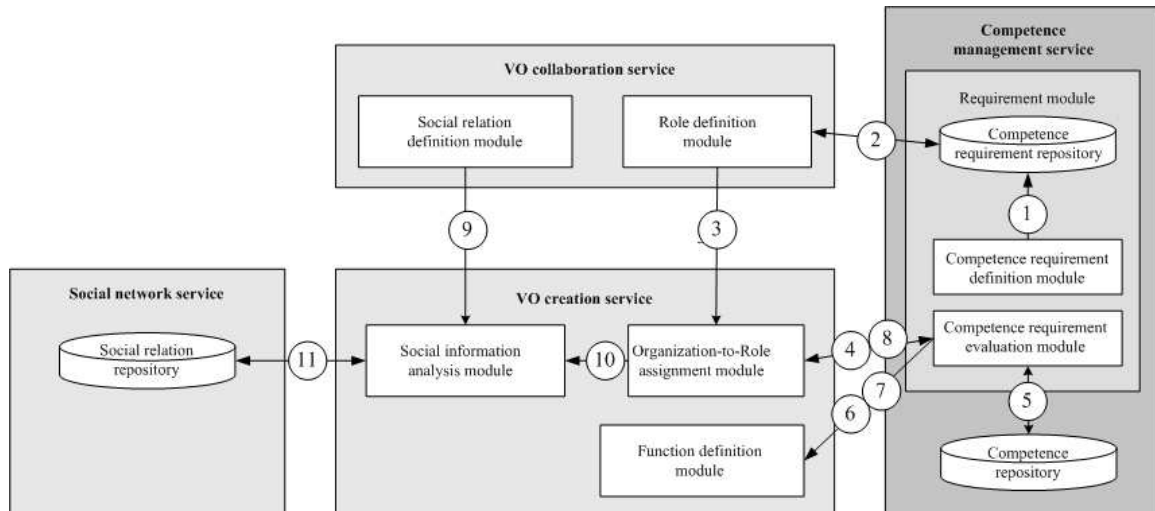 Competence
management service
VO collaboration service
Requirement module
Social relation
definition module
Role definition
module
2
Competence
requirement repository
1
9
3
Competence requirement
definition module
Social network service
VO creation service
Social relation
repository
11
Social information
analysis module
10
Organization-to-Role
assignment module
4
8
Competence requirement
evaluation module
7
6
5
Function definition
module
Competence
repository